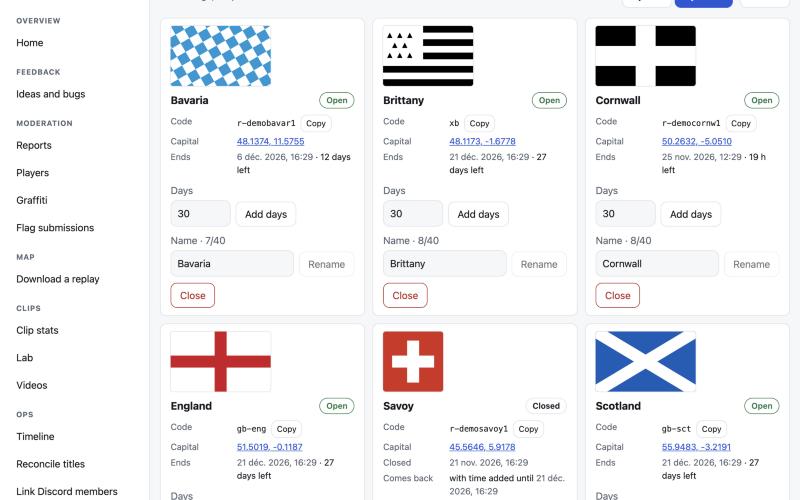 OVERVIEW
Home
FEEDBACK
Ideas and bugs
MODERATION
Reports
Players
Graffiti
Flag submissions
MAP
Download a replay
CLIPS
Clip stats
Lab
Videos
OPS
Timeline
Reconcile titles
Link Discord members
Bavaria
Open
Code r-demobavar1 Copy
Capital 48.1374, 11.5755
Ends 6 déc. 2026, 16:29 · 12 days
left
Days
30 Add days
Name · 7/40
Bavaria Rename
Close
Brittany
Open
Code xb Copy
Capital 48.1173, -1.6778
Ends 21 déc. 2026, 16:29 · 27
days left
Days
30 Add days
Name · 8/40
Brittany Rename
Close
Cornwall
Open
Code r-democornw1 Copy
Capital 50.2632, -5.0510
Ends 25 nov. 2026, 12:29 · 19 h
left
Days
30 Add days
Name · 8/40
Cornwall Rename
Close
England
Open
Code gb-eng Copy
Capital 51.5019, -0.1187
Ends 21 déc. 2026, 16:29 · 27
days left
Days
Savoy
Closed
Code r-demosavoy1 Copy
Capital 45.5646, 5.9178
Closed 21 nov. 2026, 16:29
Comes back with time added until 21 déc.
2026, 16:29
Scotland
Open
Code gb-sct Copy
Capital 55.9483, -3.2191
Ends 21 déc. 2026, 16:29 · 27
days left
Days